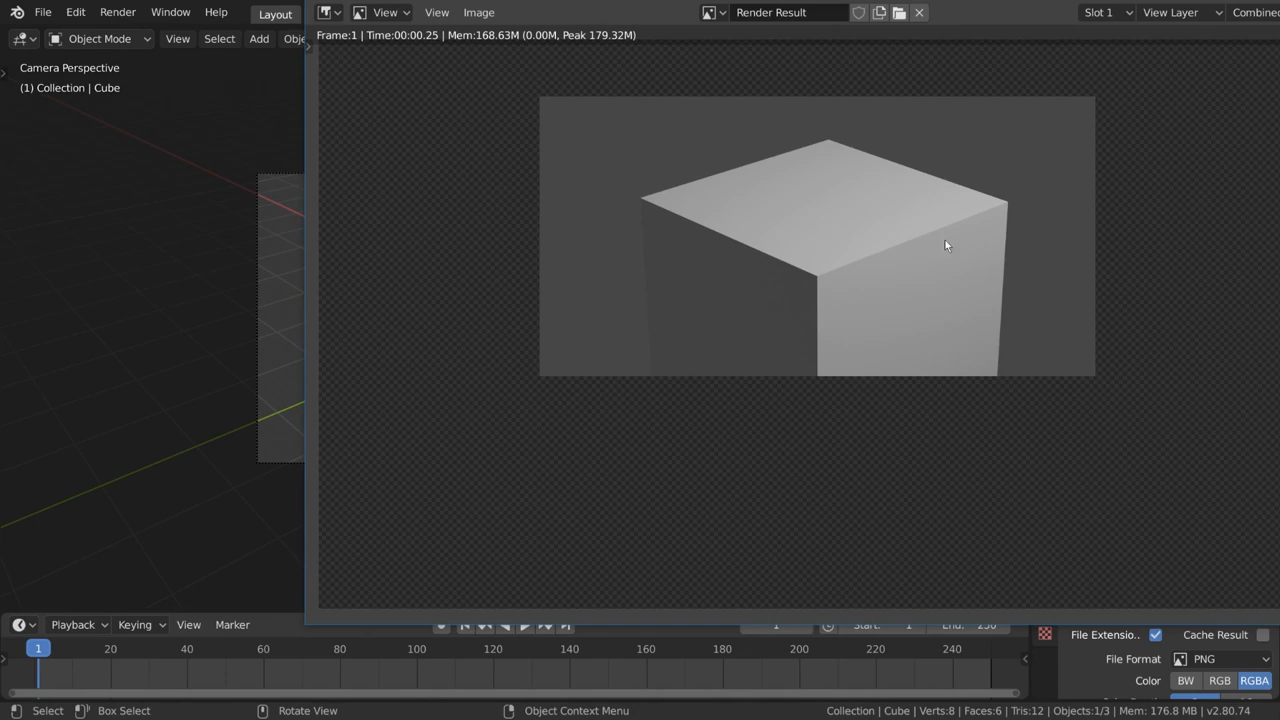 File Edit Render Window Help Layout
View View Image Render Result Slot 1 View Layer Combine
Object Mode View Select Add Obj
Frame:1 | Time:00:00.25 | Mem:168.63M (0.00M, Peak 179.32M)
Camera Perspective
(1) Collection | Cube
Playback Keying View Marker 1 Start: 1 End: 250
1 20 40 60 80 100 120 140 160 180 200 220 240
File Extensio.. Cache Result
File Format PNG
Color BW RGB RGBA
Select Box Select Rotate View Object Context Menu Collection | Cube | Verts:8 | Faces:6 | Tris:12 | Objects:1/3 | Mem: 176.8 MB | v2.80.74